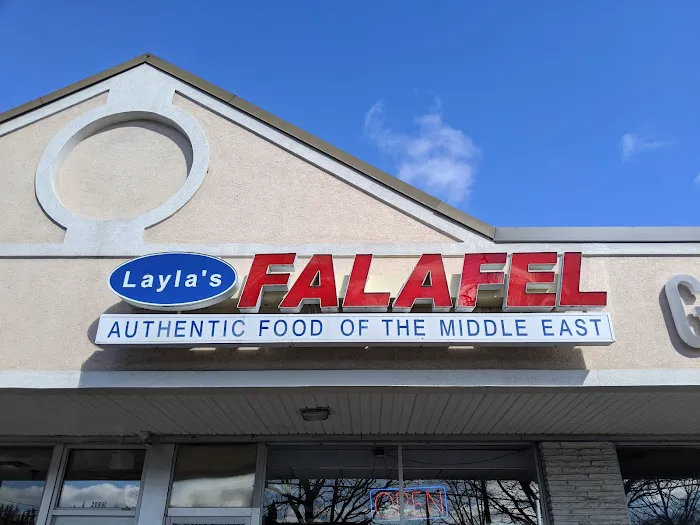 Layla's FALAFEL
AUTHENTIC FOOD OF THE MIDDLE EAST
OPEN